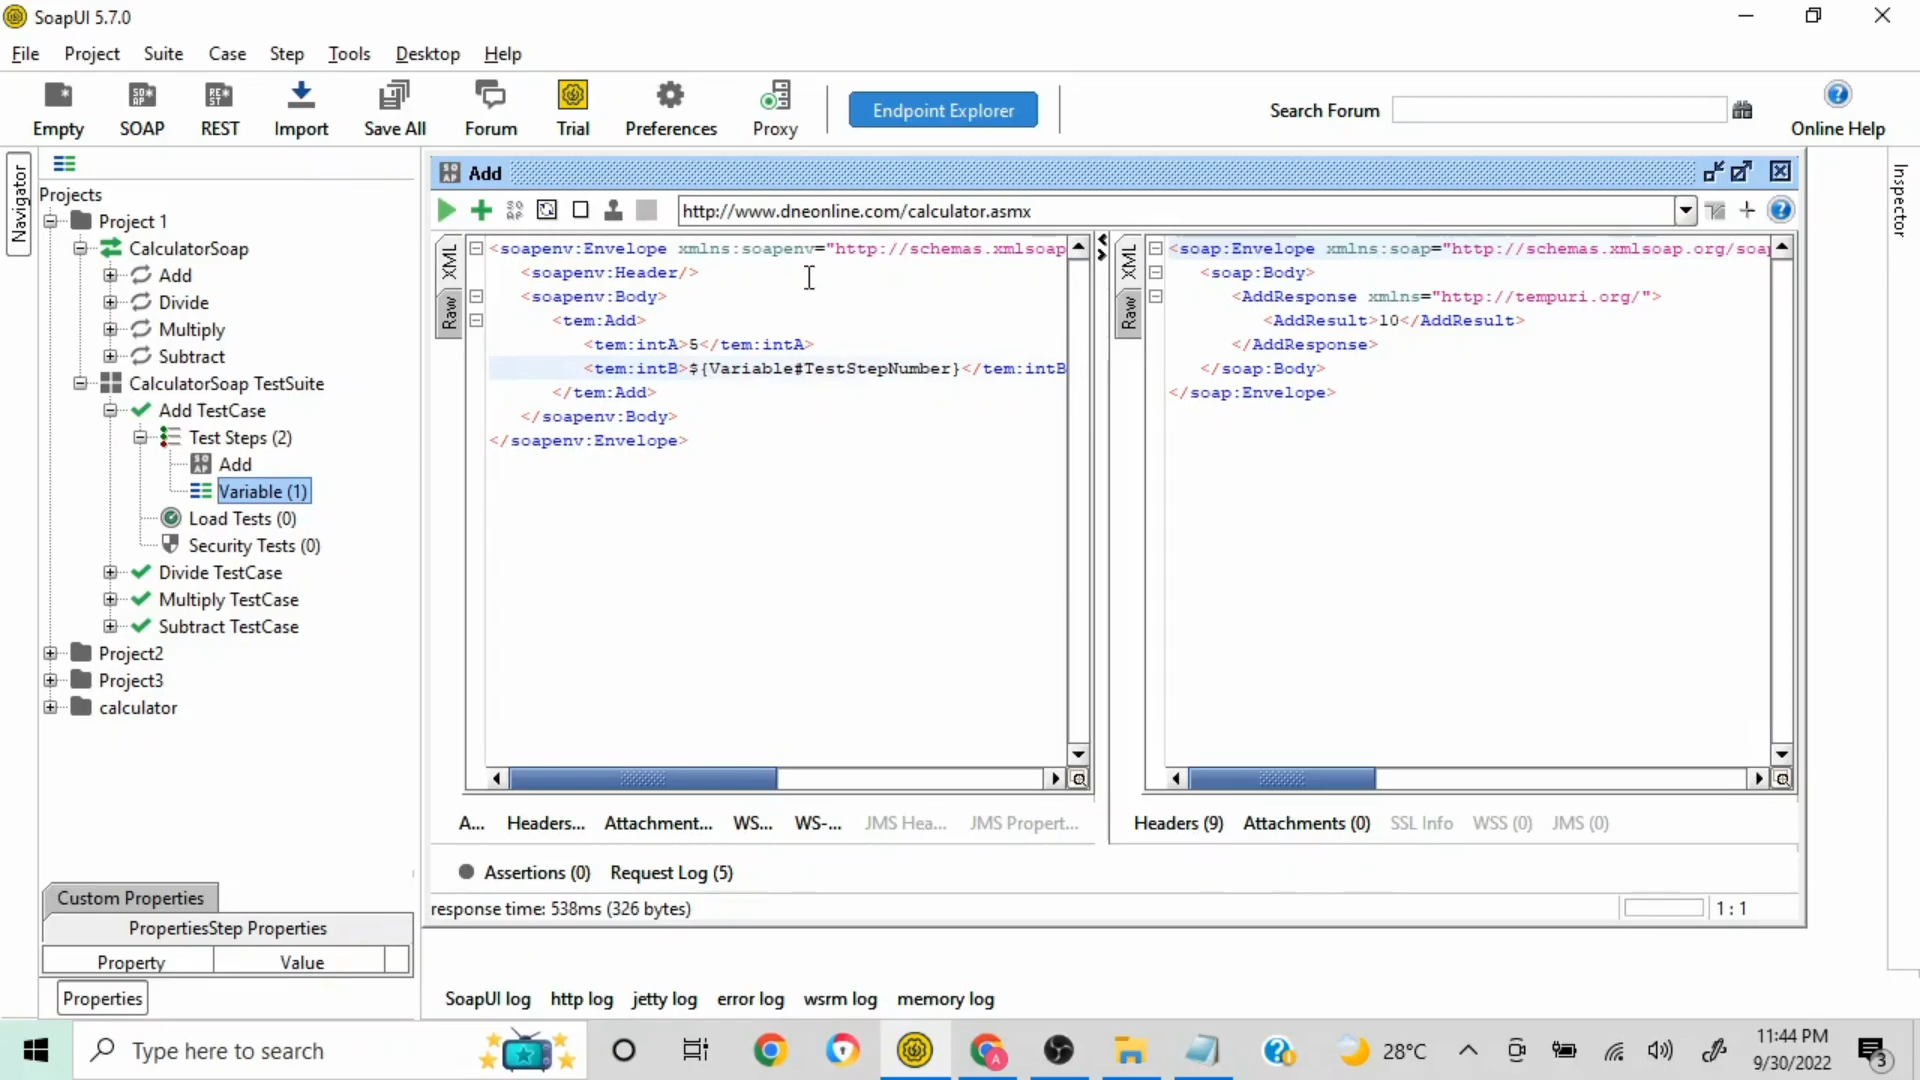 SoapUI 5.7.0
File Project Suite Case Step Tools Desktop Help
Empty SOAP REST Import Save All Forum Trial Preferences Proxy Endpoint Explorer Search Forum Online Help
Navigator
Projects
Project 1
CalculatorSoap
Add
Divide
Multiply
Subtract
CalculatorSoap TestSuite
Add TestCase
Test Steps (2)
Add
Variable (1)
Load Tests (0)
Security Tests (0)
Divide TestCase
Multiply TestCase
Subtract TestCase
Project2
Project3
calculator
Custom Properties
PropertiesStep Properties
Property Value
Properties
Add
http://www.dneonline.com/calculator.asmx
XML
Raw
<soapenv:Envelope xmlns:soapenv="http://schemas.xmlsoap
<soapenv:Header/>
<soapenv:Body>
<tem:Add>
<tem:intA>5</tem:intA>
<tem:intB>${Variable#TestStepNumber}</tem:intB
</tem:Add>
</soapenv:Body>
</soapenv:Envelope>
A... Headers... Attachment... WS... WS-... JMS Hea... JMS Propert...
XML
Raw
<soap:Envelope xmlns:soap="http://schemas.xmlsoap.org/soap
<soap:Body>
<AddResponse xmlns="http://tempuri.org/">
<AddResult>10</AddResult>
</AddResponse>
</soap:Body>
</soap:Envelope>
Headers (9) Attachments (0) SSL Info WSS (0) JMS (0)
Assertions (0) Request Log (5)
response time: 538ms (326 bytes) 1 : 1
Inspector
SoapUI log http log jetty log error log wsrm log memory log
Type here to search
28°C
11:44 PM
9/30/2022
3